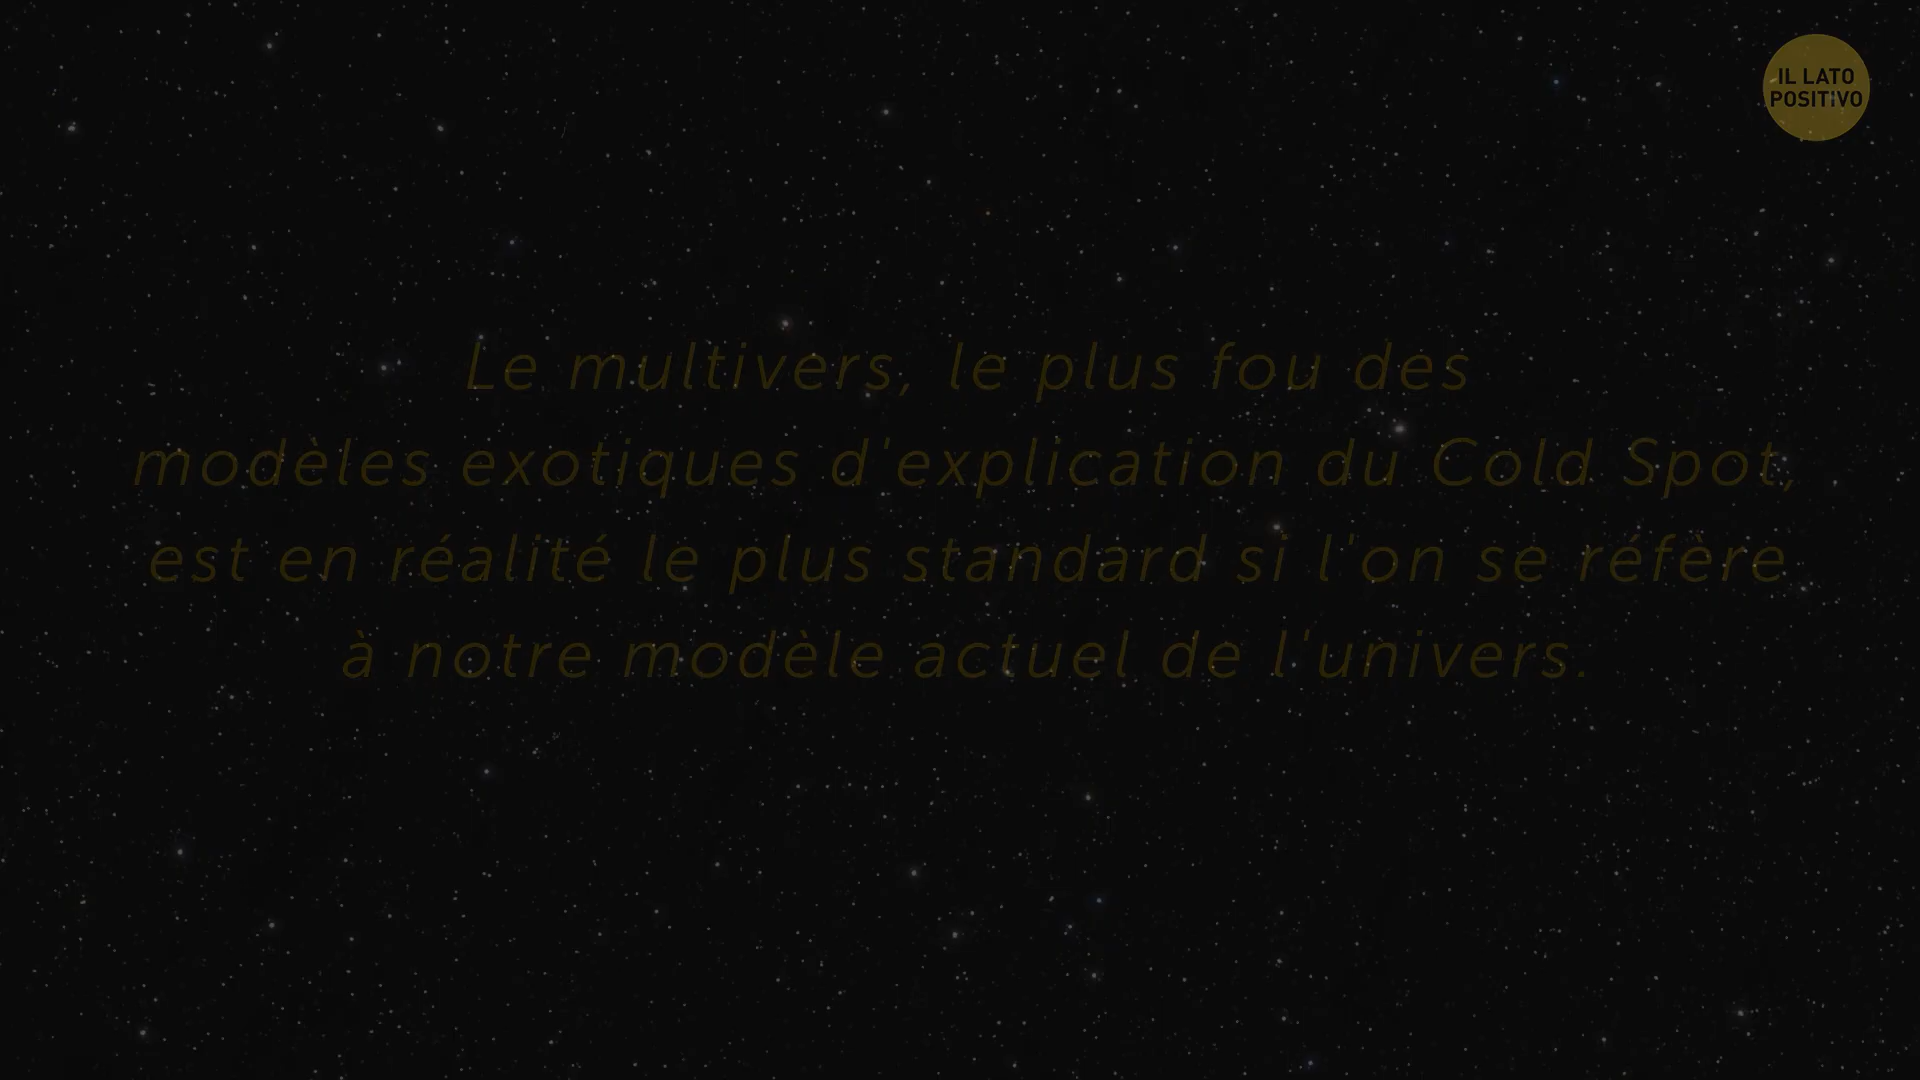 IL LATO
POSITIVO
Le multivers, le plus fou des
modèles exotiques d'explication du Cold Spot,
est en réalité le plus standard si l'on se réfère
à notre modèle actuel de l'univers.